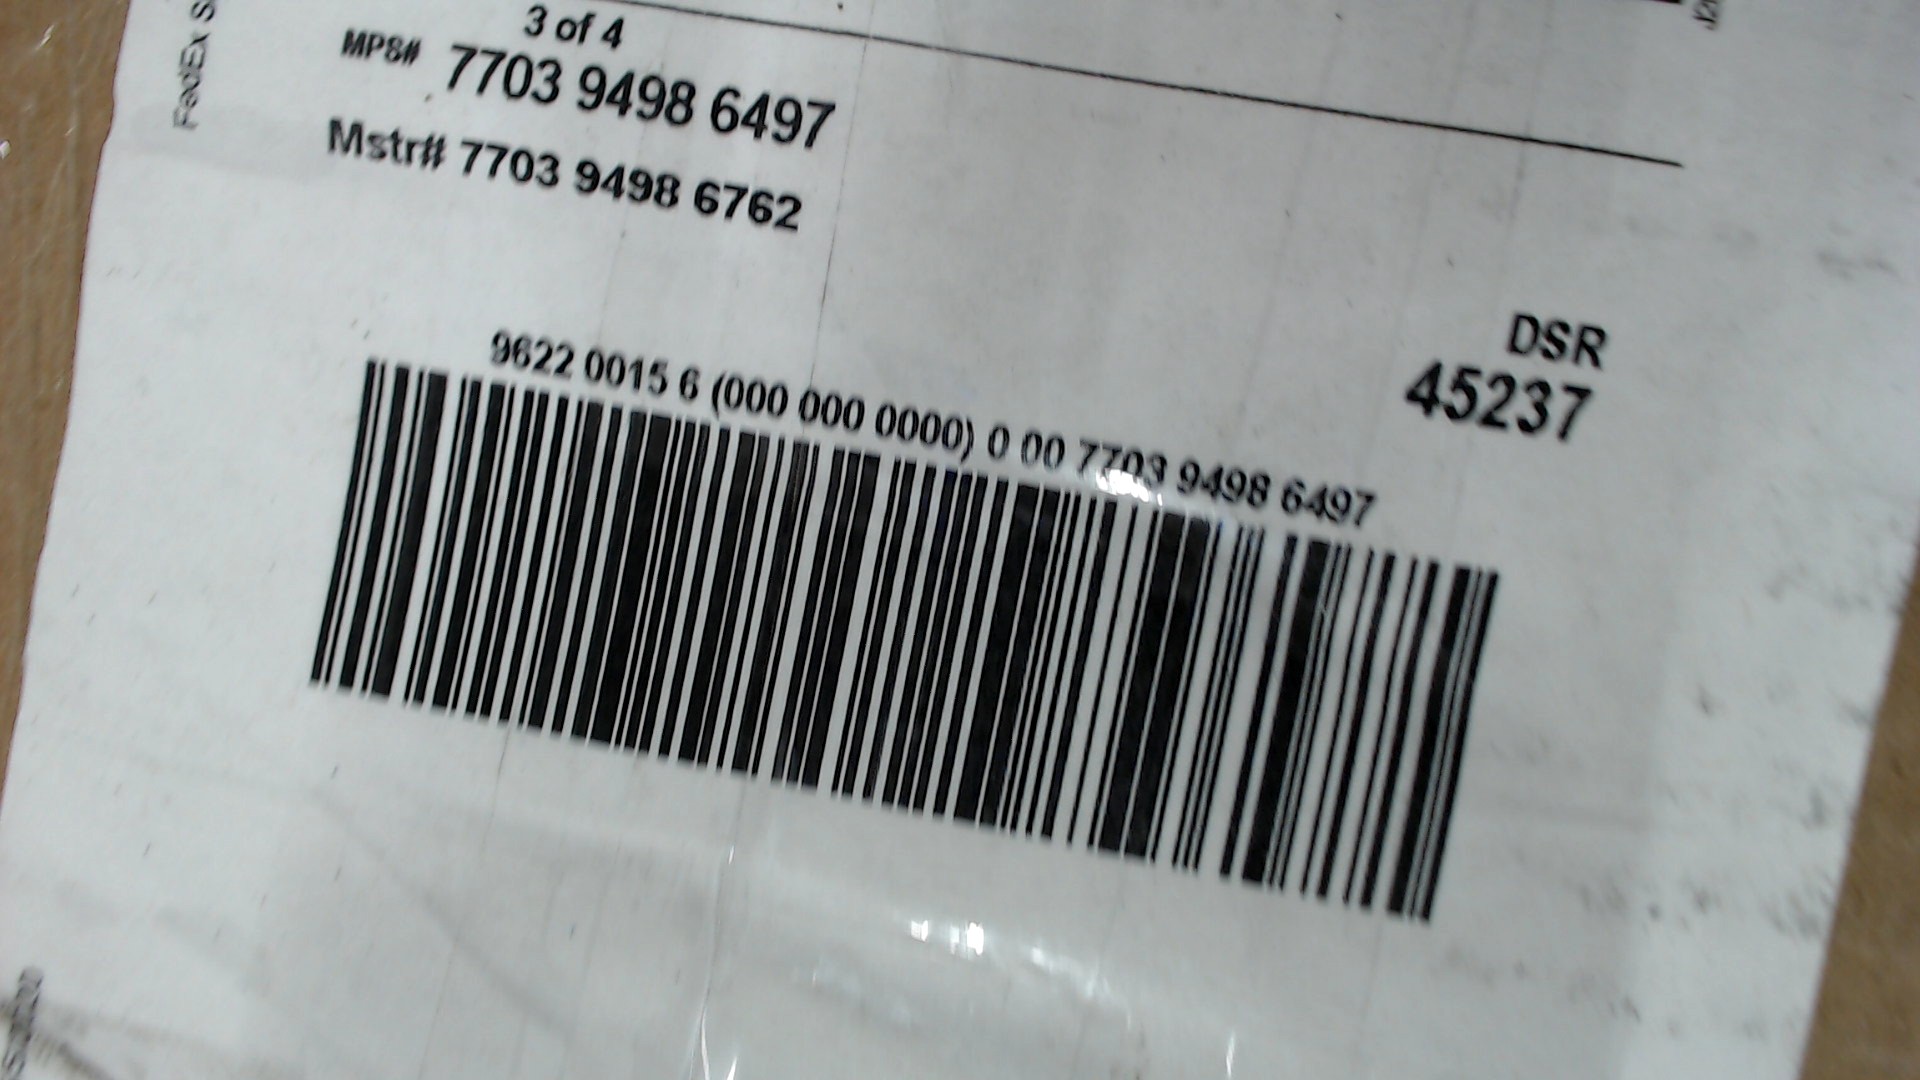 3 of 4
MPS# 7703 9498 6497
Mstr# 7703 9498 6762
DSR
45237
9622 0015 6 (000 000 0000) 0 00 7703 9498 6497
FedEx